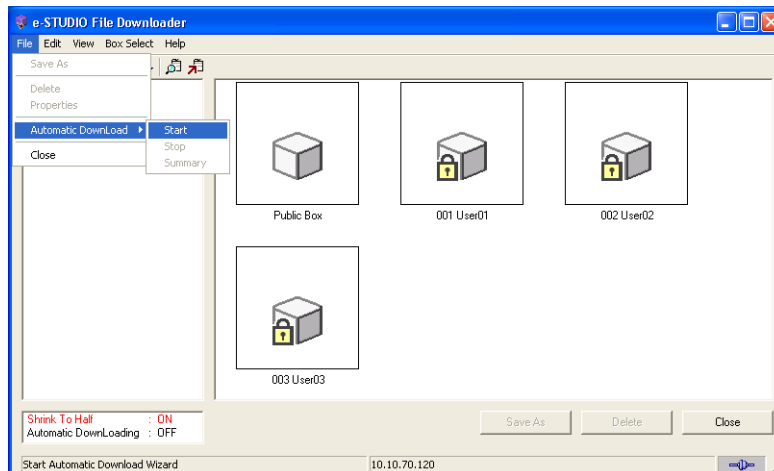 e-STUDIO File Downloader
File Edit View Box Select Help
Save As
Delete
Properties
Automatic DownLoad
Start
Stop
Summary
Close
Public Box
001 User01
002 User02
003 User03
Shrink To Half : ON
Automatic DownLoading : OFF
Save As
Delete
Close
Start Automatic Download Wizard
10.10.70.120